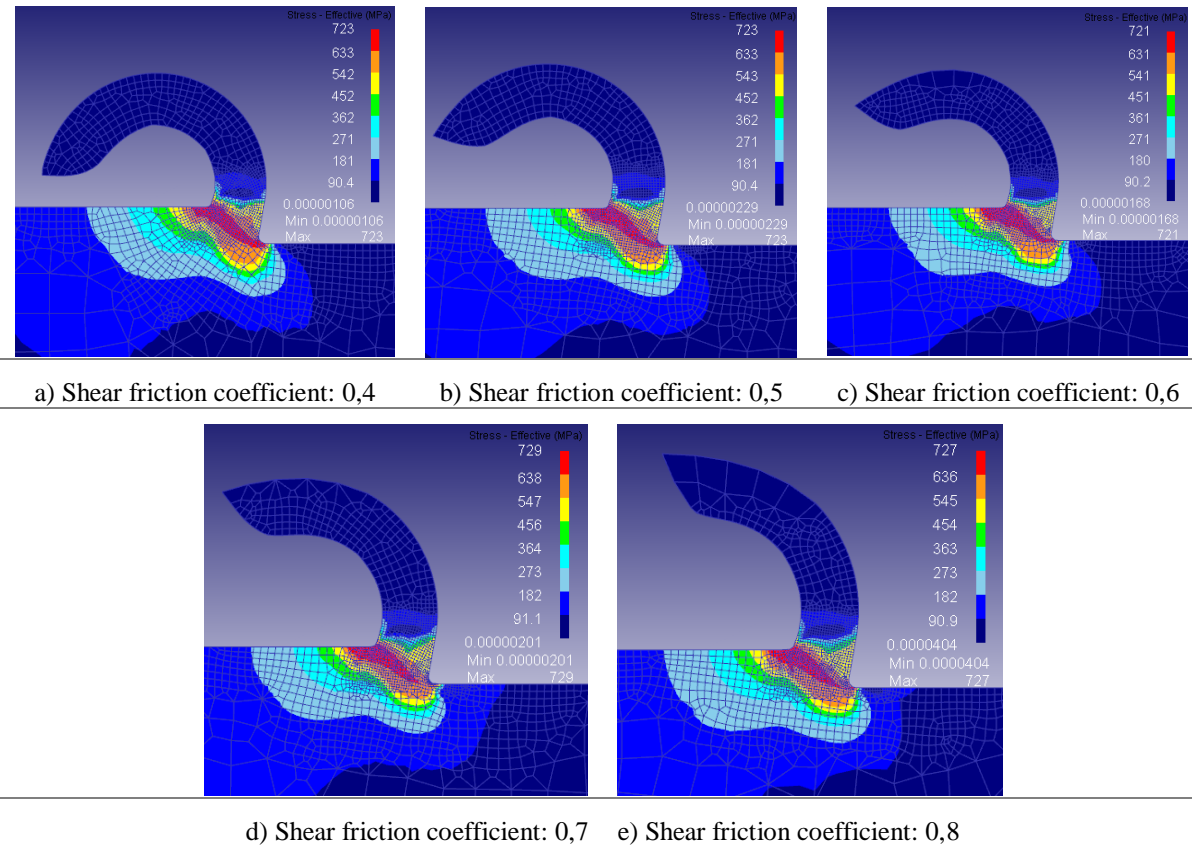 Stress - Effective (MPa)
723
633
542
452
362
271
181
90.4
0.00000106
Min 0.00000106
Max 723
Stress - Effective (MPa)
723
633
543
452
362
271
181
90.4
0.00000229
Min 0.00000229
Max 723
Stress - Effective (MPa)
721
631
541
451
361
271
180
90.2
0.00000168
Min 0.00000168
Max 721
a) Shear friction coefficient: 0,4
b) Shear friction coefficient: 0,5
c) Shear friction coefficient: 0,6
Stress - Effective (MPa)
729
638
547
456
364
273
182
91.1
0.00000201
Min 0.00000201
Max 729
Stress - Effective (MPa)
727
636
545
454
363
273
182
90.9
0.0000404
Min 0.0000404
Max 727
d) Shear friction coefficient: 0,7
e) Shear friction coefficient: 0,8